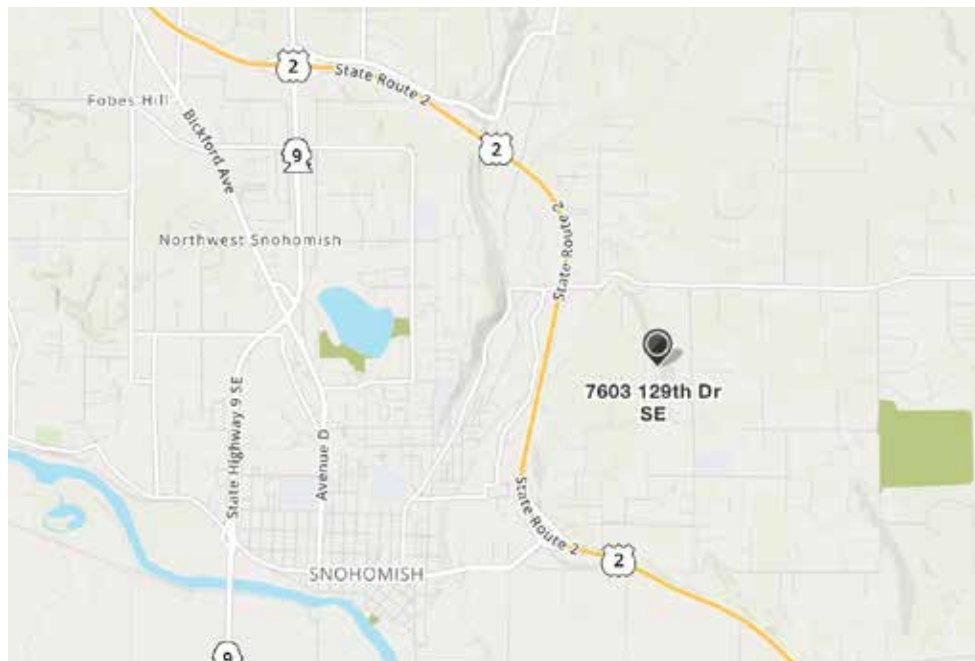 2
State Route 2
Fobes Hill
Bickford Ave
2
9
State Route 2
Northwest Snohomish
7603 129th Dr
SE
State Highway 9 SE
Avenue D
State Route 2
2
SNOHOMISH
9